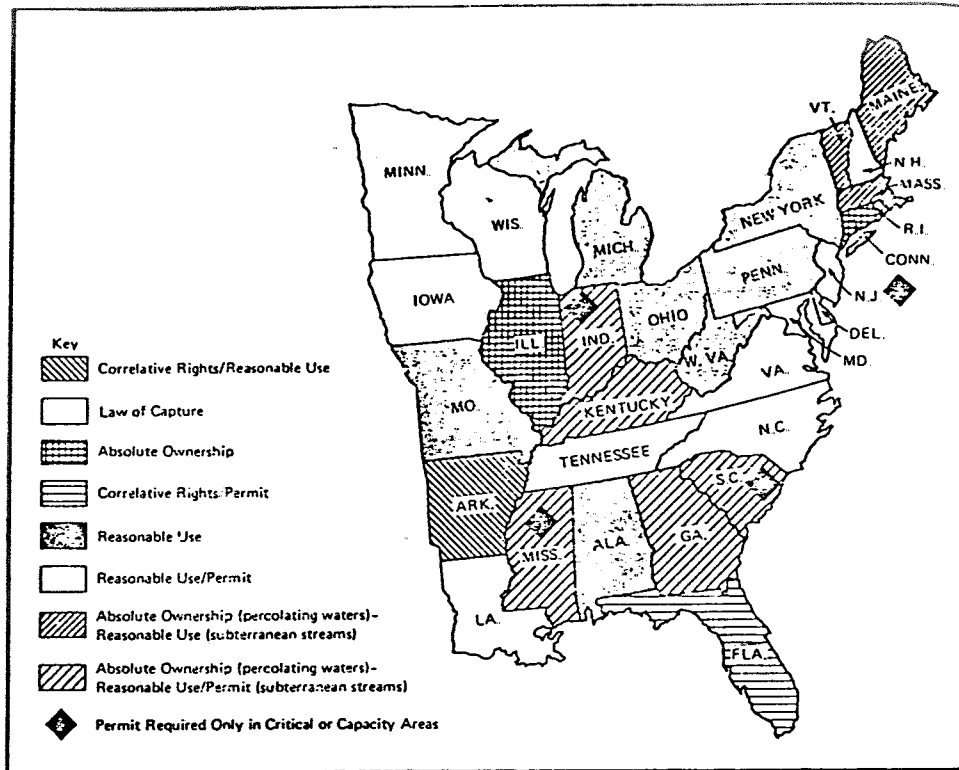 MAINE
VT.
N.H.
MASS.
NEW YORK
R.I.
CONN.
MINN.
WIS.
MICH.
PENN.
N.J.
IOWA
OHIO
DEL.
ILL.
IND.
W. VA.
MD.
VA.
MO.
KENTUCKY
N.C.
TENNESSEE
S.C.
ARK.
MISS.
ALA.
GA.
LA.
FLA.
Key
Correlative Rights/Reasonable Use
Law of Capture
Absolute Ownership
Correlative Rights/Permit
Reasonable Use
Reasonable Use/Permit
Absolute Ownership (percolating waters)–
Reasonable Use (subterranean streams)
Absolute Ownership (percolating waters)–
Reasonable Use/Permit (subterranean streams)
Permit Required Only in Critical or Capacity Areas